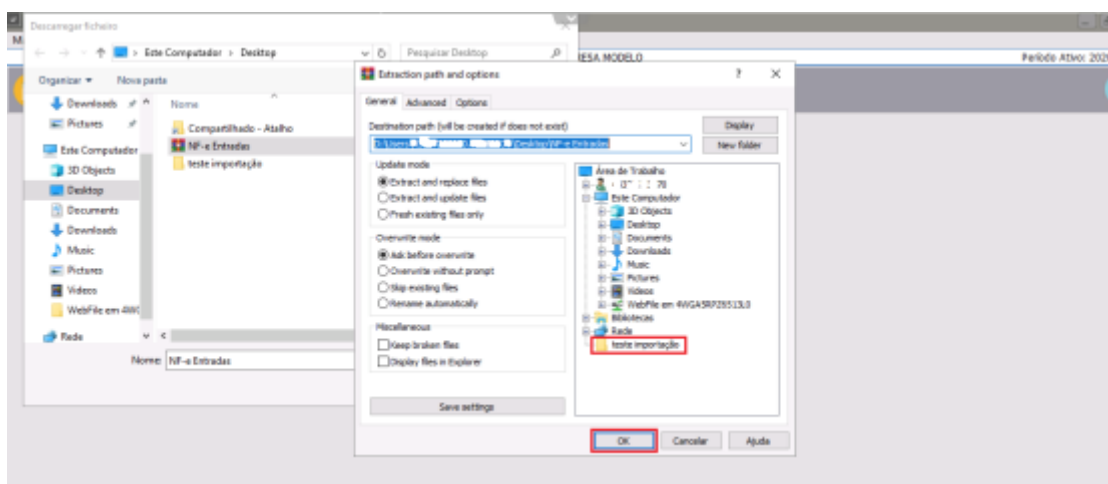 Descarregar ficheiro
Este Computador > Desktop
Pesquisar Desktop
ESA MODELO
Período Ativo: 202
Organizar
Nova pasta
Downloads
Pictures
Este Computador
3D Objects
Desktop
Documents
Downloads
Music
Pictures
Videos
WebFile em 4WG
Rede
Nome
Compartilhado - Atalho
NF-e Entradas
teste importação
Nome: NF-e Entradas
Extraction path and options
? X
General Advanced Options
Destination path (will be created if does not exist)
Display
New folder
Update mode
Extract and replace files
Extract and update files
Fresh existing files only
Overwrite mode
Ask before overwrite
Overwrite without prompt
Skip existing files
Rename automatically
Miscellaneous
Keep broken files
Display files in Explorer
Save settings
Área de Trabalho
Este Computador
3D Objects
Desktop
Documents
Downloads
Music
Pictures
Videos
WebFile em
Bibliotecas
Rede
teste importação
OK
Cancelar
Ajuda